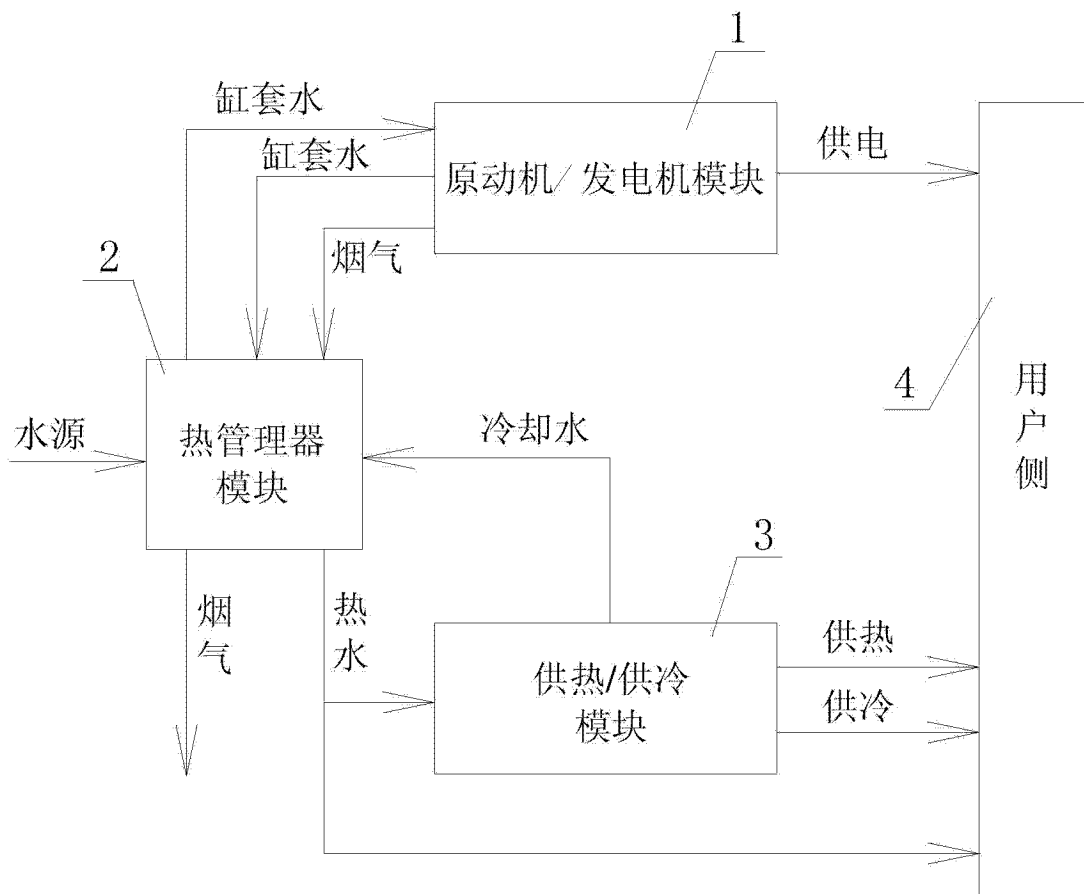 1
缸套水
缸套水
供电
原动机/发电机模块
烟气
2
4
用
户
侧
水源
热管理器
模块
冷却水
3
烟
气
热
水
供热/供冷
模块
供热
供冷